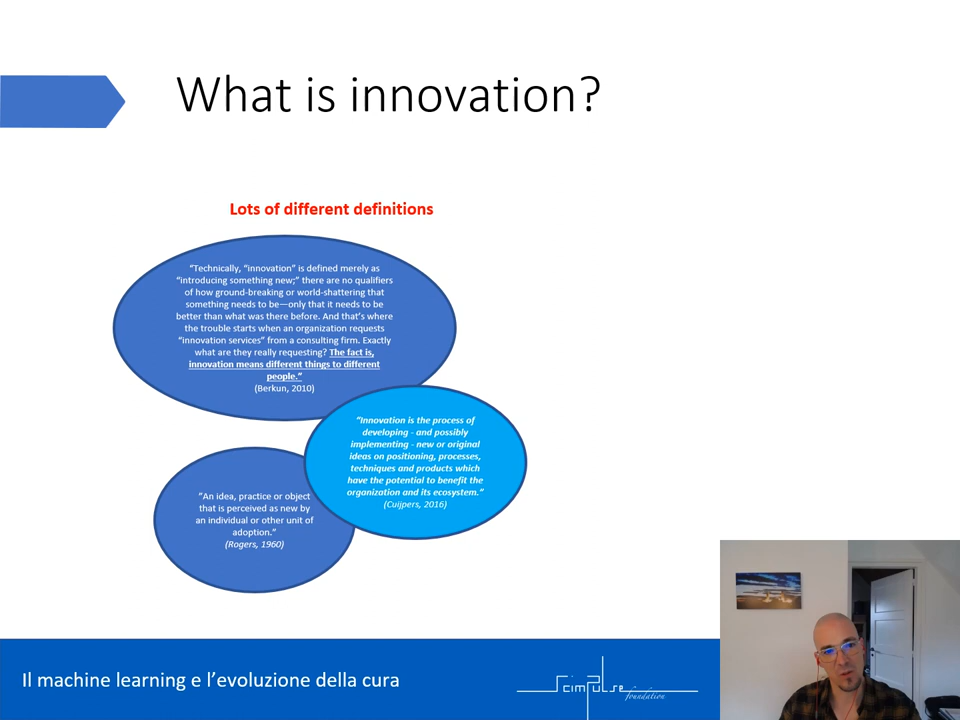 What is innovation?
Lots of different definitions
“Technically, “innovation” is defined merely as
“introducing something new;” there are no qualifiers
of how ground-breaking or world-shattering that
something needs to be—only that it needs to be
better than what was there before. And that’s where
the trouble starts when an organization requests
“innovation services” from a consulting firm. Exactly
what are they really requesting? The fact is,
innovation means different things to different
people.”
(Berkun, 2010)
“Innovation is the process of
developing - and possibly
implementing - new or original
ideas on positioning, processes,
techniques and products which
have the potential to benefit the
organization and its ecosystem.”
(Cuijpers, 2016)
“An idea, practice or object
that is perceived as new by
an individual or other unit of
adoption.”
(Rogers, 1960)
Il machine learning e l’evoluzione della cura
SCimPulse
foundation